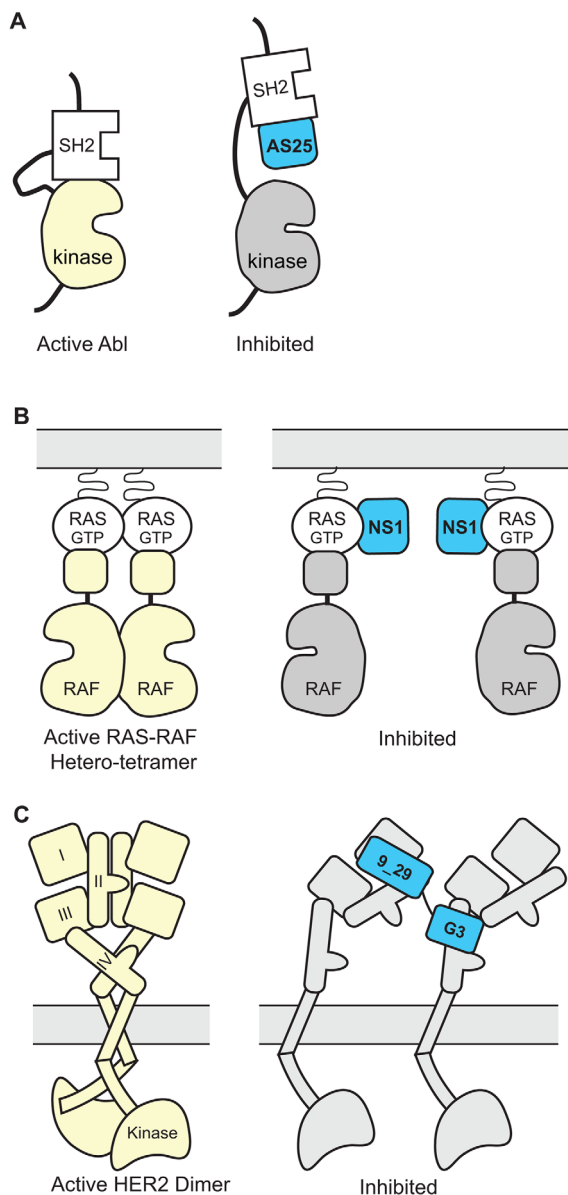 A
SH2
kinase
Active Abl
SH2
AS25
kinase
Inhibited
B
RAS
GTP
RAS
GTP
RAF
RAF
Active RAS-RAF
Hetero-tetramer
RAS
GTP
NS1
NS1
RAS
GTP
RAF
RAF
Inhibited
C
I
II
III
IV
Kinase
Active HER2 Dimer
9_29
G3
Inhibited